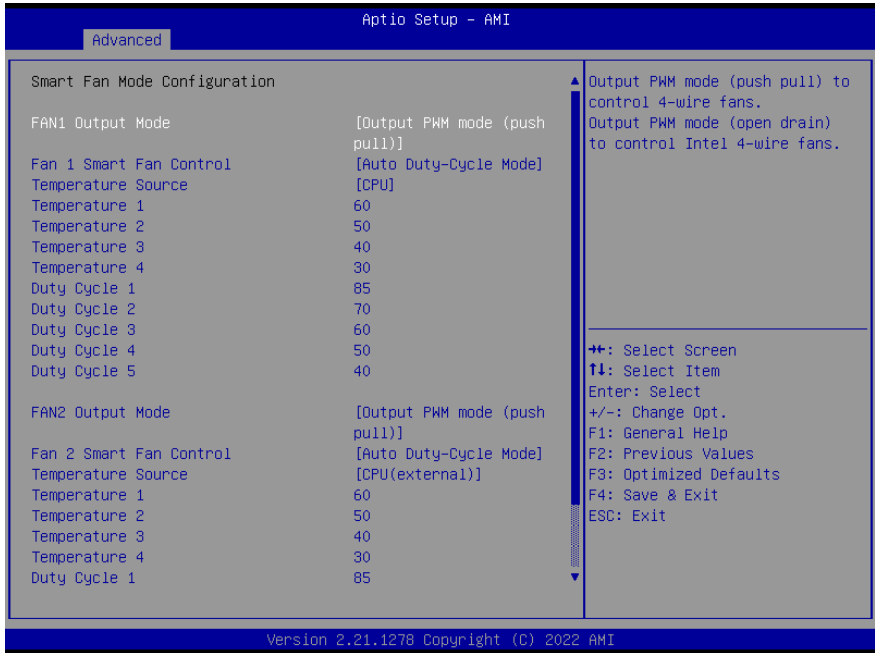 Aptio Setup – AMI
Advanced
Smart Fan Mode Configuration
FAN1 Output Mode [Output PWM mode (push
pull)]
Fan 1 Smart Fan Control [Auto Duty-Cycle Mode]
Temperature Source [CPU]
Temperature 1 60
Temperature 2 50
Temperature 3 40
Temperature 4 30
Duty Cycle 1 85
Duty Cycle 2 70
Duty Cycle 3 60
Duty Cycle 4 50
Duty Cycle 5 40
FAN2 Output Mode [Output PWM mode (push
pull)]
Fan 2 Smart Fan Control [Auto Duty-Cycle Mode]
Temperature Source [CPU(external)]
Temperature 1 60
Temperature 2 50
Temperature 3 40
Temperature 4 30
Duty Cycle 1 85
Output PWM mode (push pull) to
control 4-wire fans.
Output PWM mode (open drain)
to control Intel 4-wire fans.
→←: Select Screen
↑↓: Select Item
Enter: Select
+/-: Change Opt.
F1: General Help
F2: Previous Values
F3: Optimized Defaults
F4: Save & Exit
ESC: Exit
Version 2.21.1278 Copyright (C) 2022 AMI